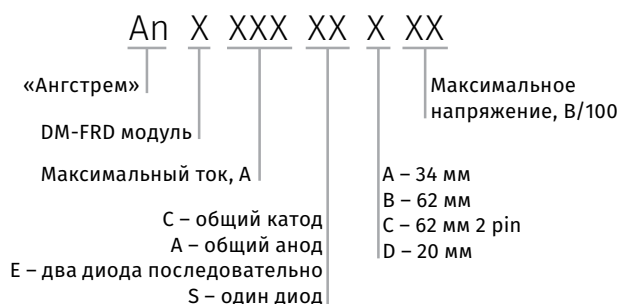 An X XXX XX X XX
«Ангстрем»
DM-FRD модуль
Максимальный ток, А
C – общий катод
A – общий анод
E – два диода последовательно
S – один диод
A – 34 мм
B – 62 мм
C – 62 мм 2 pin
D – 20 мм
Максимальное
напряжение, В/100